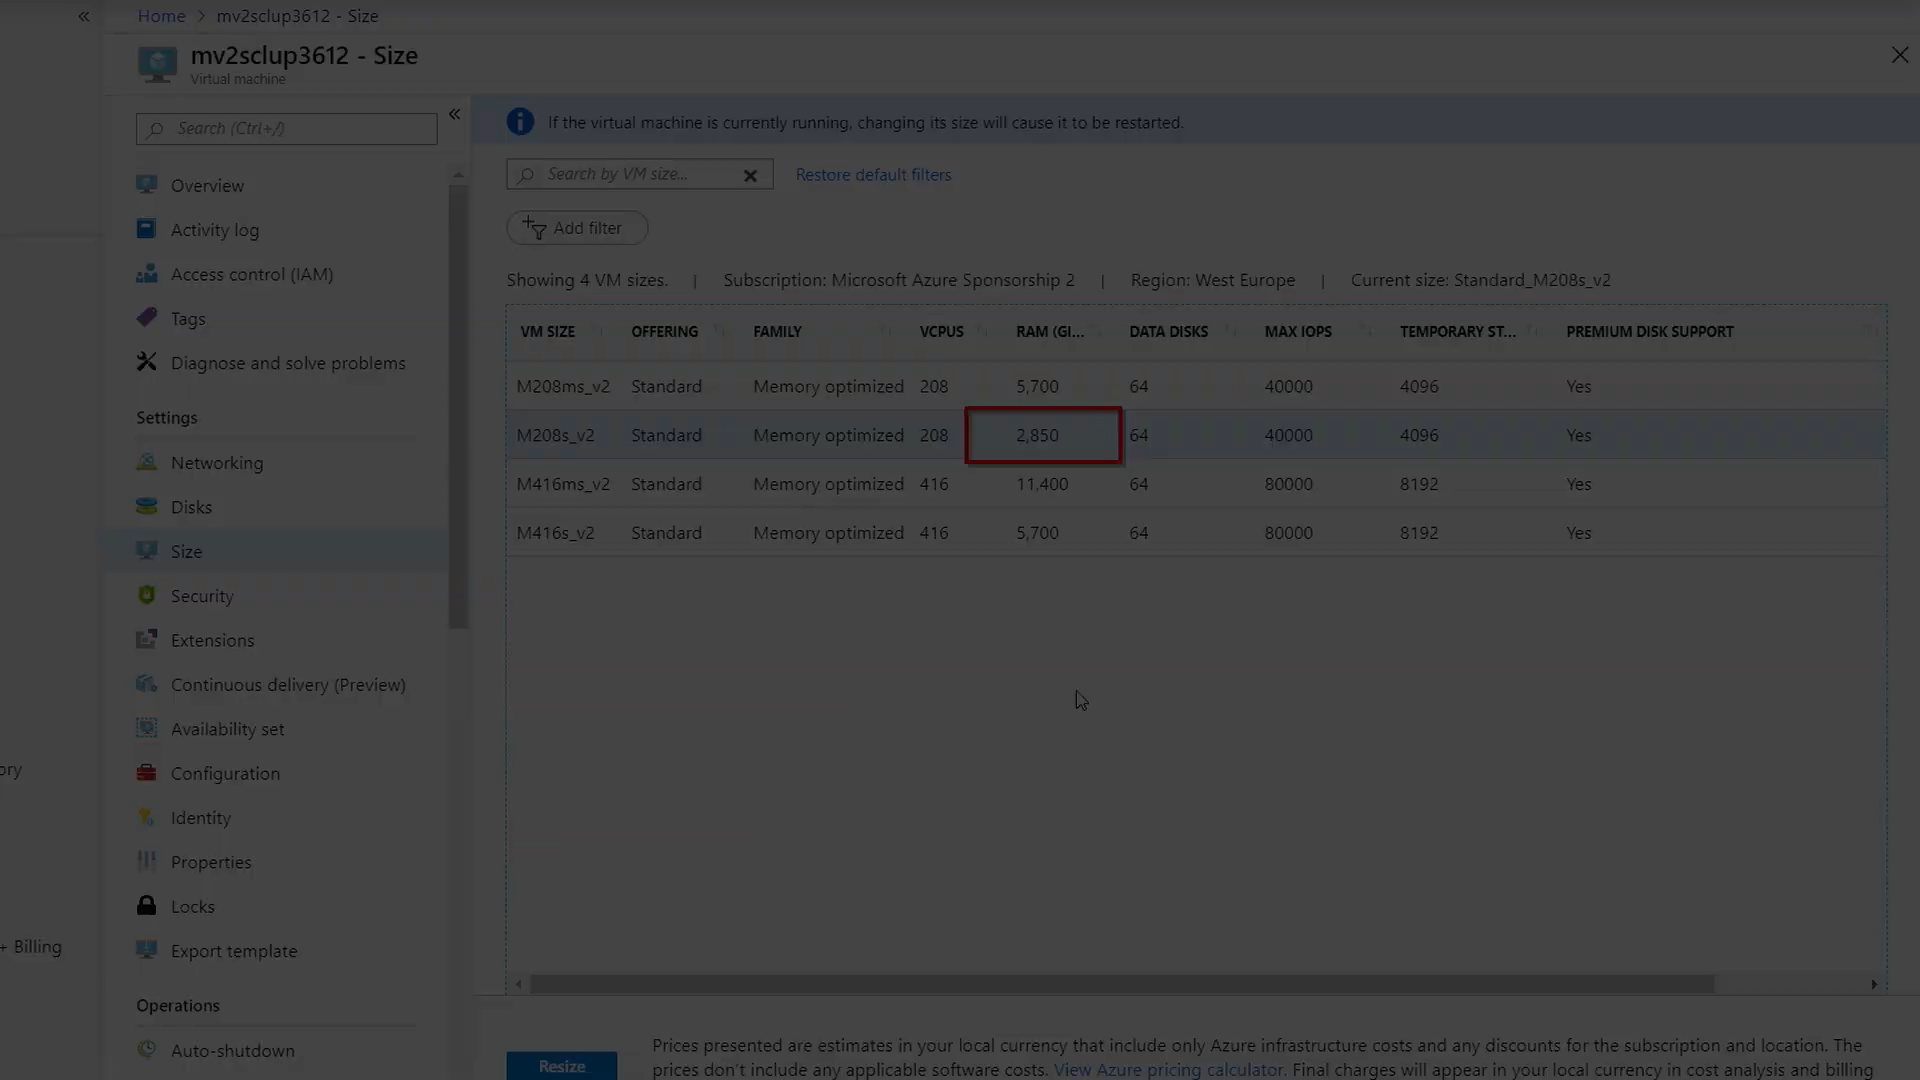 Home > mv2sclup3612 - Size
mv2sclup3612 - Size
Virtual machine
Search (Ctrl+/)
Overview
Activity log
Access control (IAM)
Tags
Diagnose and solve problems
Settings
Networking
Disks
Size
Security
Extensions
Continuous delivery (Preview)
Availability set
Configuration
Identity
Properties
Locks
Export template
Operations
Auto-shutdown
ory
+ Billing
If the virtual machine is currently running, changing its size will cause it to be restarted.
Search by VM size...
Restore default filters
Add filter
Showing 4 VM sizes. | Subscription: Microsoft Azure Sponsorship 2 | Region: West Europe | Current size: Standard_M208s_v2
VM SIZE OFFERING FAMILY VCPUS RAM (GI... DATA DISKS MAX IOPS TEMPORARY ST... PREMIUM DISK SUPPORT
M208ms_v2 Standard Memory optimized 208 5,700 64 40000 4096 Yes
M208s_v2 Standard Memory optimized 208 2,850 64 40000 4096 Yes
M416ms_v2 Standard Memory optimized 416 11,400 64 80000 8192 Yes
M416s_v2 Standard Memory optimized 416 5,700 64 80000 8192 Yes
Resize
Prices presented are estimates in your local currency that include only Azure infrastructure costs and any discounts for the subscription and location. The
prices don't include any applicable software costs. View Azure pricing calculator. Final charges will appear in your local currency in cost analysis and billing